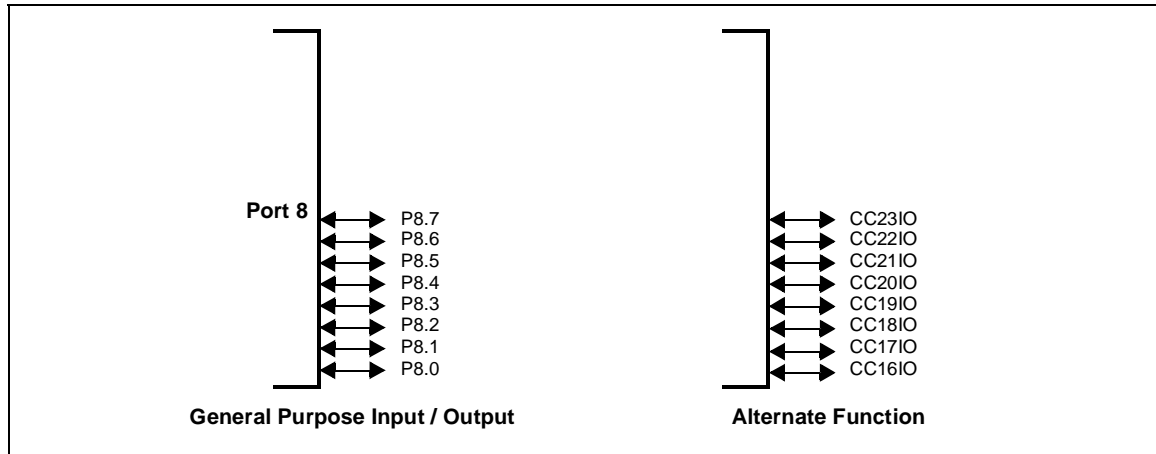 Port 8
P8.7
P8.6
P8.5
P8.4
P8.3
P8.2
P8.1
P8.0
General Purpose Input / Output
CC23IO
CC22IO
CC21IO
CC20IO
CC19IO
CC18IO
CC17IO
CC16IO
Alternate Function